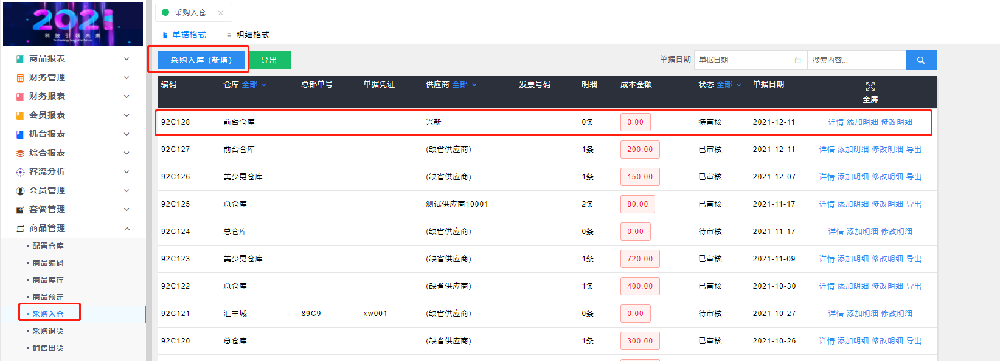 2021
科技引领未来
Technology leads the future
商品报表
财务管理
财务报表
会员报表
机台报表
综合报表
客流分析
会员管理
套餐管理
商品管理
• 配置仓库
• 商品编码
• 商品库存
• 商品预定
• 采购入仓
• 采购退货
• 销售出货
采购入仓 ×
单据格式 明细格式
采购入库 (新增) 导出 单据日期 单据日期 搜索内容...
编码 仓库 全部 总部单号 单据凭证 供应商 全部 发票号码 明细 成本金额 状态 全部 单据日期 全屏
92C128 前台仓库 兴新 0条 0.00 待审核 2021-12-11 详情 添加明细 修改明细
92C127 前台仓库 (缺省供应商) 1条 200.00 已审核 2021-12-11 详情 添加明细 修改明细 导出
92C126 美少男仓库 (缺省供应商) 1条 150.00 已审核 2021-12-07 详情 添加明细 修改明细 导出
92C125 总仓库 测试供应商10001 2条 80.00 已审核 2021-11-17 详情 添加明细 修改明细 导出
92C124 总仓库 (缺省供应商) 0条 0.00 待审核 2021-11-17 详情 添加明细 修改明细
92C123 美少男仓库 (缺省供应商) 1条 720.00 已审核 2021-11-09 详情 添加明细 修改明细 导出
92C122 总仓库 (缺省供应商) 1条 400.00 已审核 2021-10-30 详情 添加明细 修改明细 导出
92C121 汇丰城 89C9 xw001 (缺省供应商) 0条 0.00 待审核 2021-10-27 详情 添加明细 修改明细
92C120 总仓库 (缺省供应商) 1条 300.00 已审核 2021-10-26 详情 添加明细 修改明细 导出